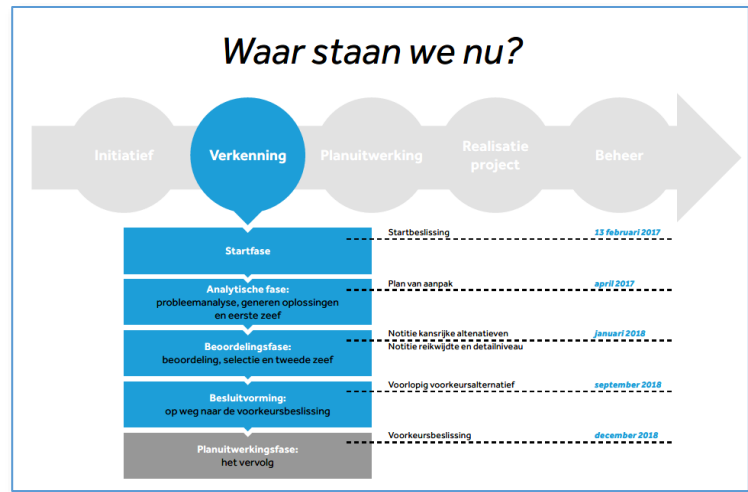 Waar staan we nu?
Initiatief
Verkenning
Planuitwerking
Realisatie
project
Beheer
Startfase
Startbeslissing
13 februari 2017
Analytische fase:
probleemanalyse, generen oplossingen
en eerste zeef
Plan van aanpak
april 2017
Beoordelingsfase:
beoordeling, selectie en tweede zeef
Notitie kansrijke altenatieven
januari 2018
Notitie reikwijdte en detailniveau
Besluitvorming:
op weg naar de voorkeursbeslissing
Voorlopig voorkeursalternatief
september 2018
Planuitwerkingsfase:
het vervolg
Voorkeursbeslissing
december 2018